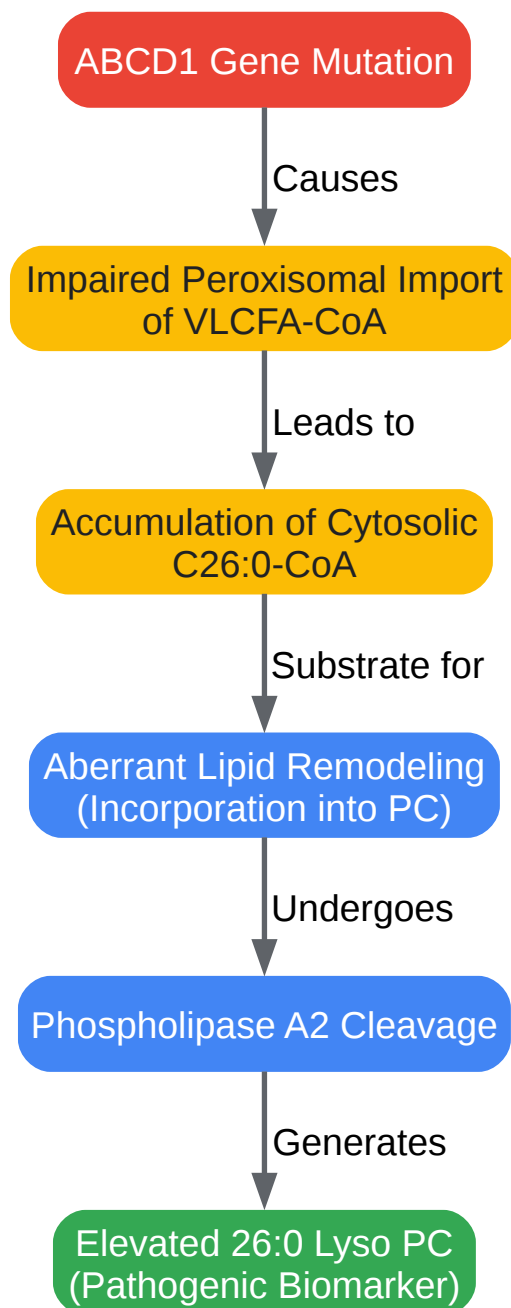 ABCD1 Gene Mutation
Causes
Impaired Peroxisomal Import
of VLCFA-CoA
Leads to
Accumulation of Cytosolic
C26:0-CoA
Substrate for
Aberrant Lipid Remodeling
(Incorporation into PC)
Undergoes
Phospholipase A2 Cleavage
Generates
Elevated 26:0 Lyso PC
(Pathogenic Biomarker)